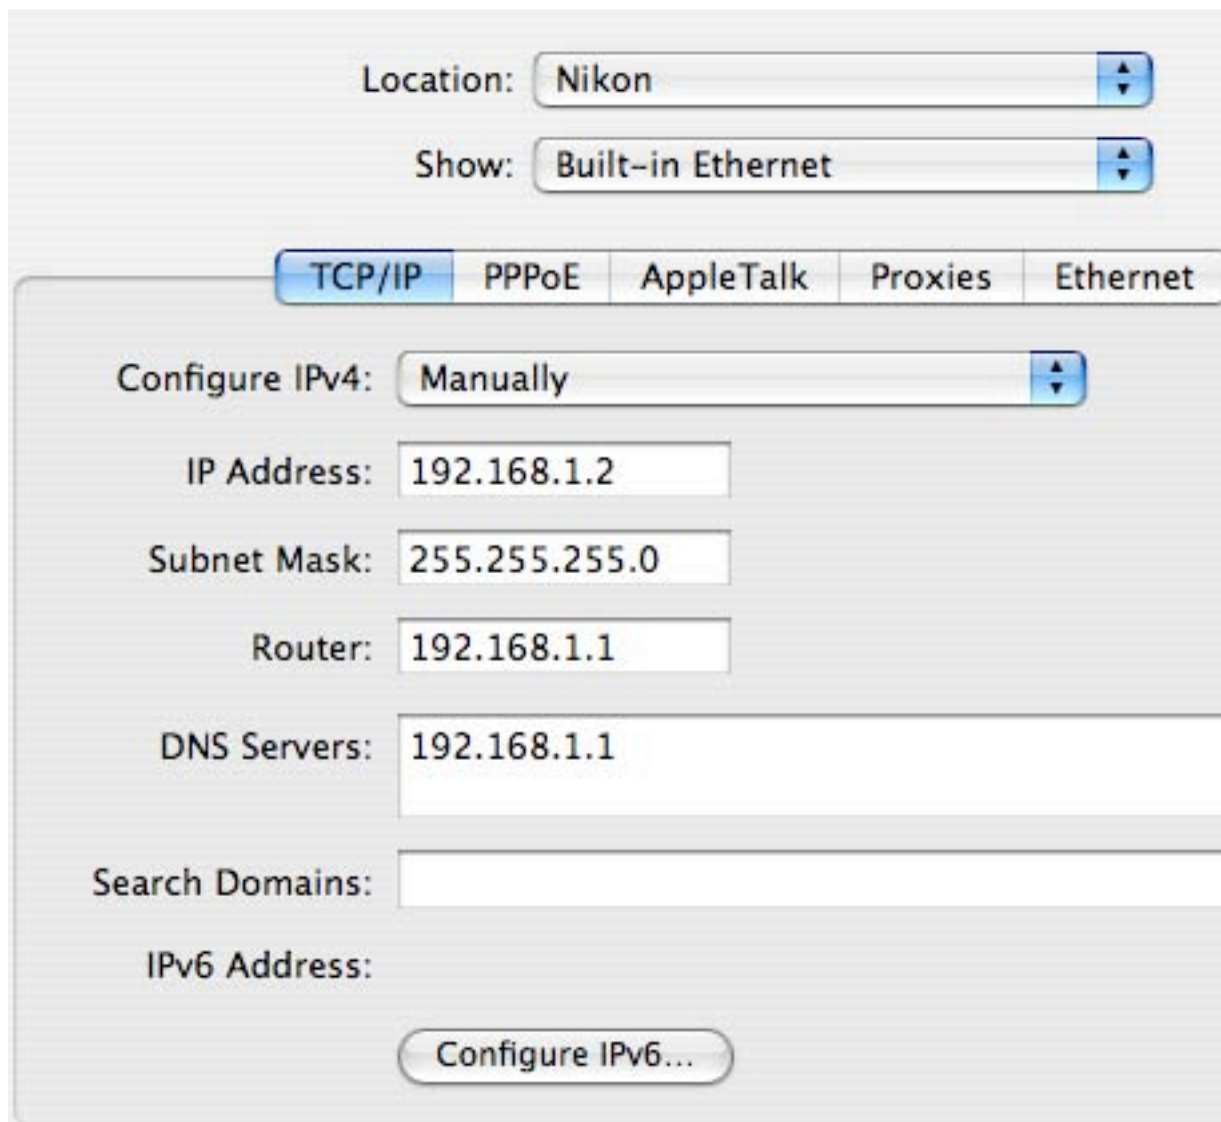 Location: Nikon
Show: Built-in Ethernet
TCP/IP PPPoE AppleTalk Proxies Ethernet
Configure IPv4: Manually
IP Address: 192.168.1.2
Subnet Mask: 255.255.255.0
Router: 192.168.1.1
DNS Servers: 192.168.1.1
Search Domains:
IPv6 Address:
Configure IPv6...